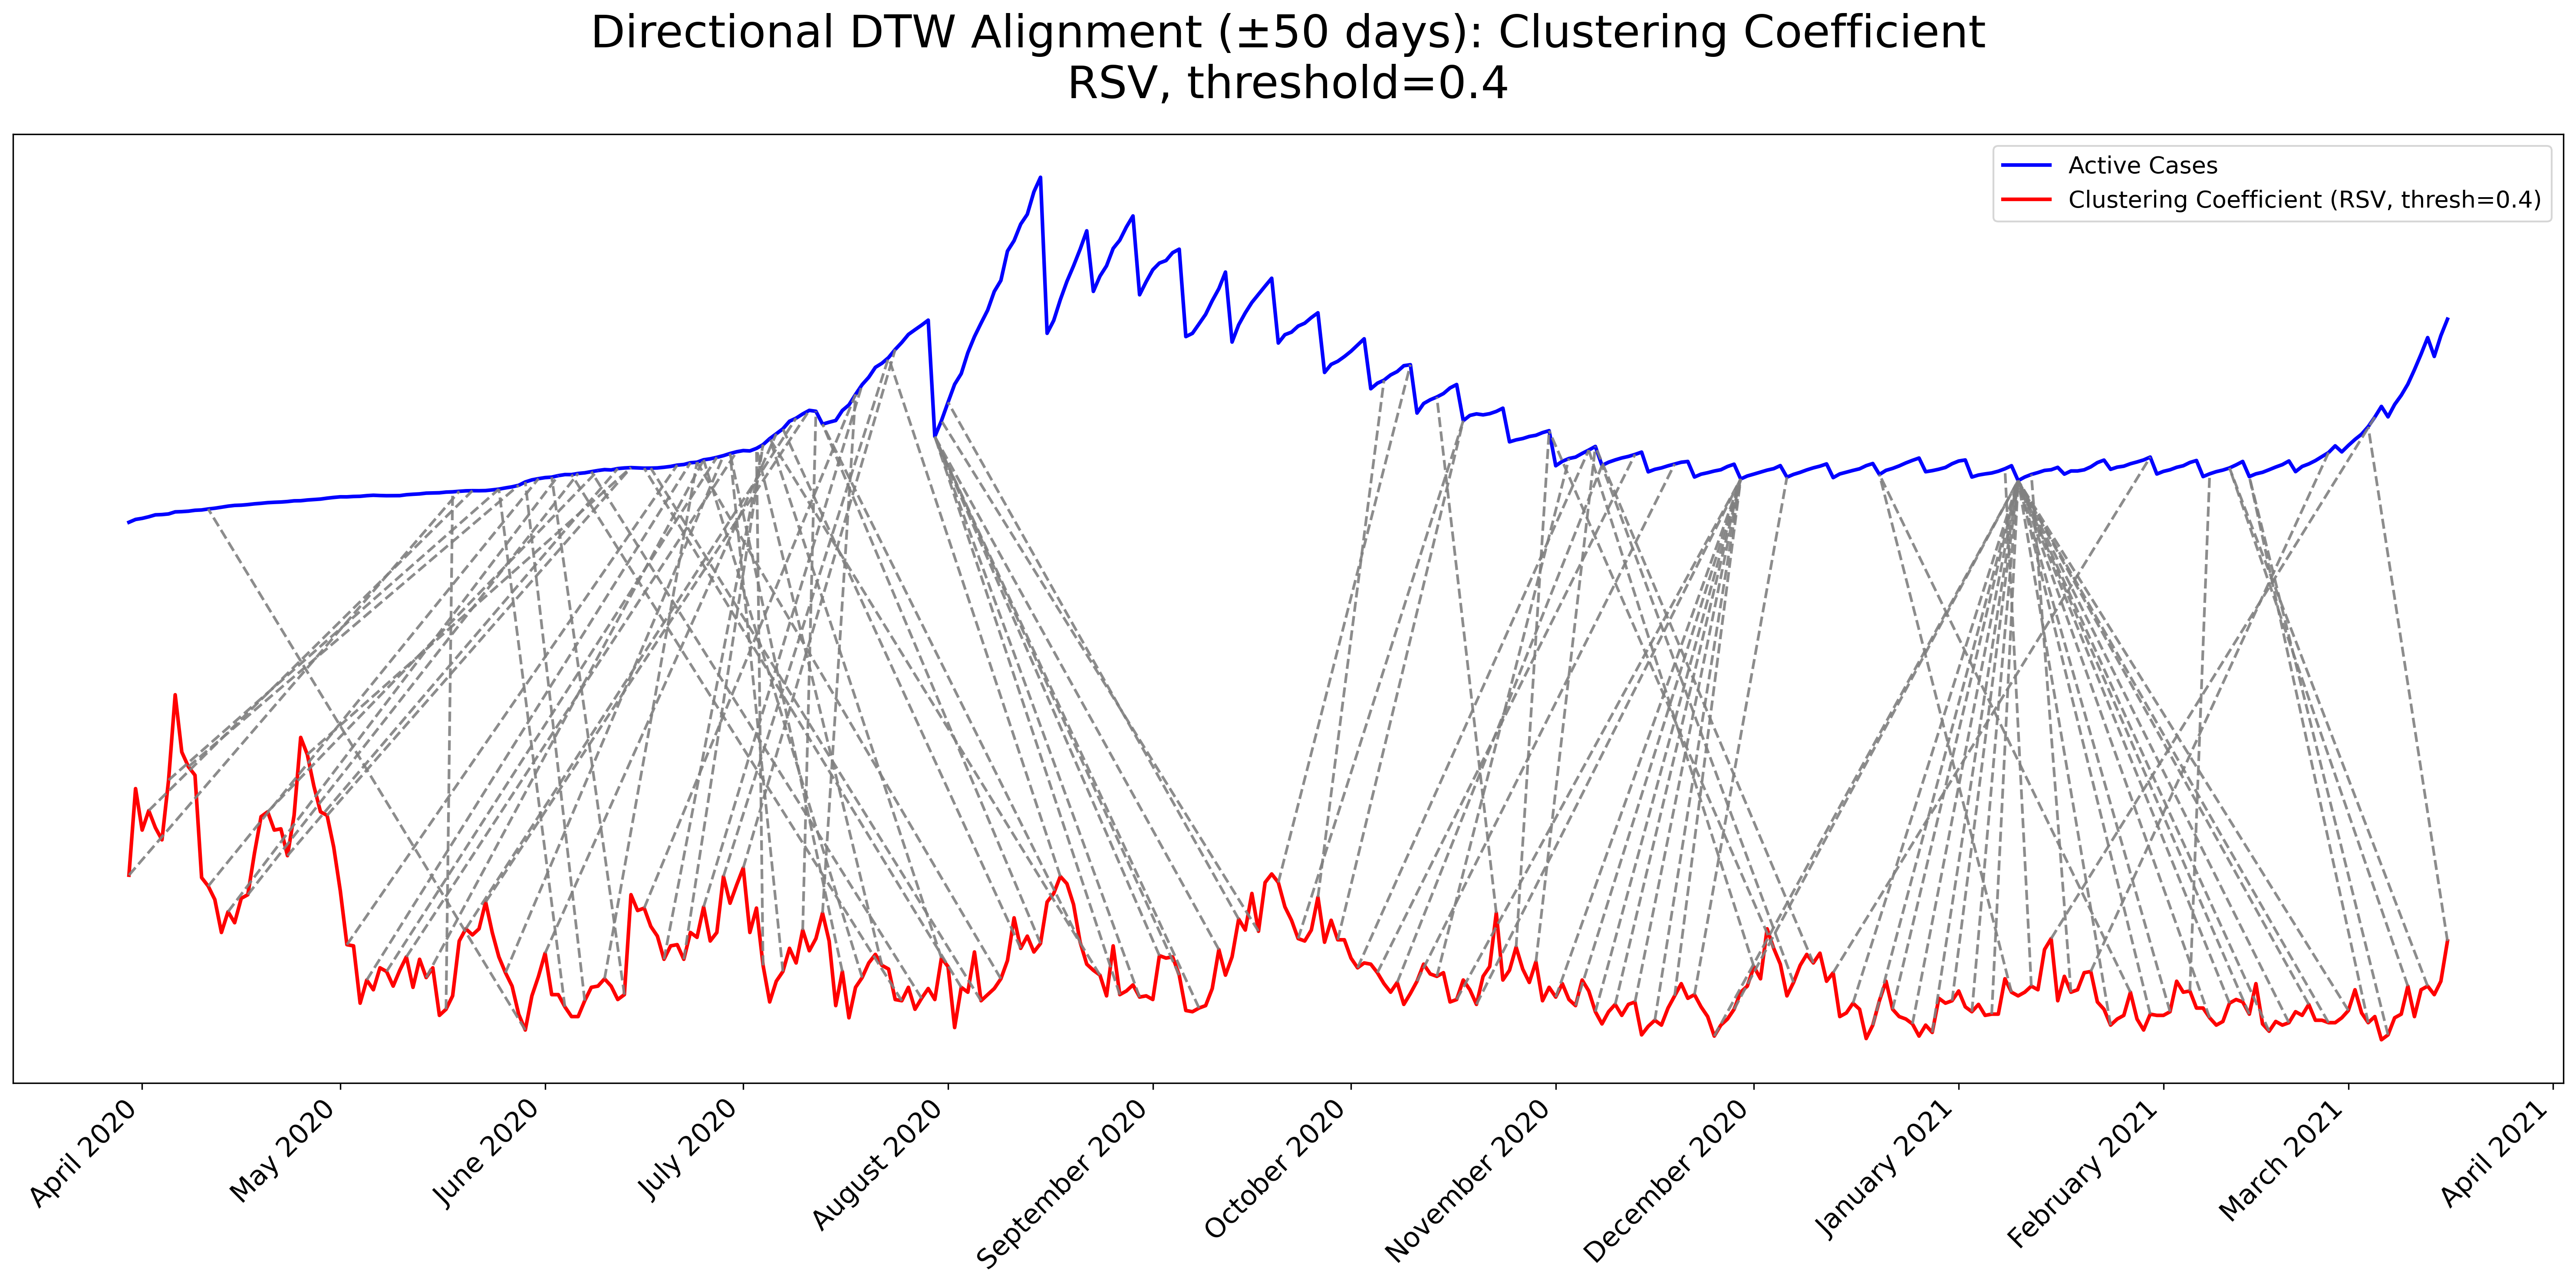 Directional DTW Alignment (±50 days): Clustering Coefficient
RSV, threshold=0.4
Active Cases
Clustering Coefficient (RSV, thresh=0.4)
April 2020
May 2020
June 2020
July 2020
August 2020
September 2020
October 2020
November 2020
December 2020
January 2021
February 2021
March 2021
April 2021